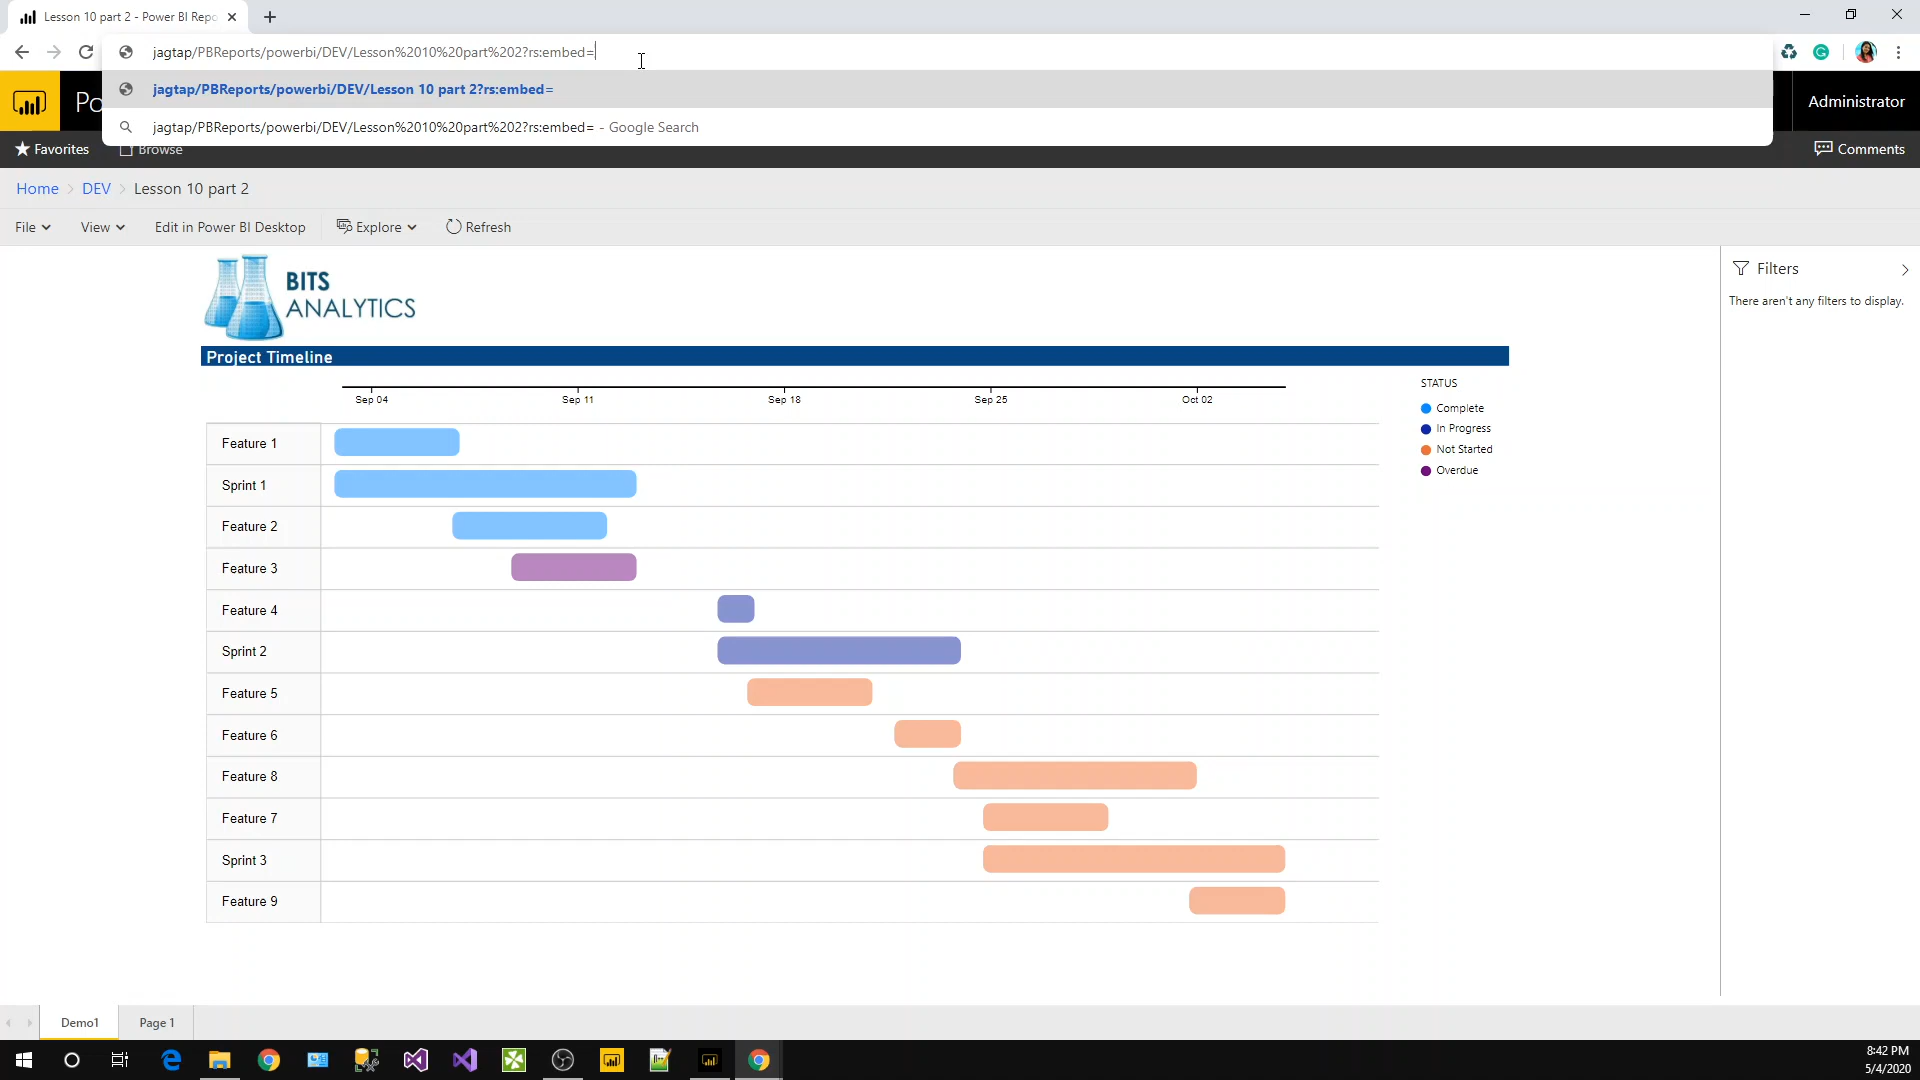 Lesson 10 part 2 - Power BI Repo
jagtap/PBReports/powerbi/DEV/Lesson%2010%20part%202?rs:embed=
jagtap/PBReports/powerbi/DEV/Lesson 10 part 2?rs:embed=
jagtap/PBReports/powerbi/DEV/Lesson%2010%20part%202?rs:embed= - Google Search
Po
Administrator
Favorites
Browse
Comments
Home > DEV > Lesson 10 part 2
File View Edit in Power BI Desktop Explore Refresh
BITS
ANALYTICS
Filters
There aren't any filters to display.
Project Timeline
Sep 04 Sep 11 Sep 18 Sep 25 Oct 02
STATUS
Complete
In Progress
Not Started
Overdue
Feature 1
Sprint 1
Feature 2
Feature 3
Feature 4
Sprint 2
Feature 5
Feature 6
Feature 8
Feature 7
Sprint 3
Feature 9
Demo1 Page 1
8:42 PM
5/4/2020